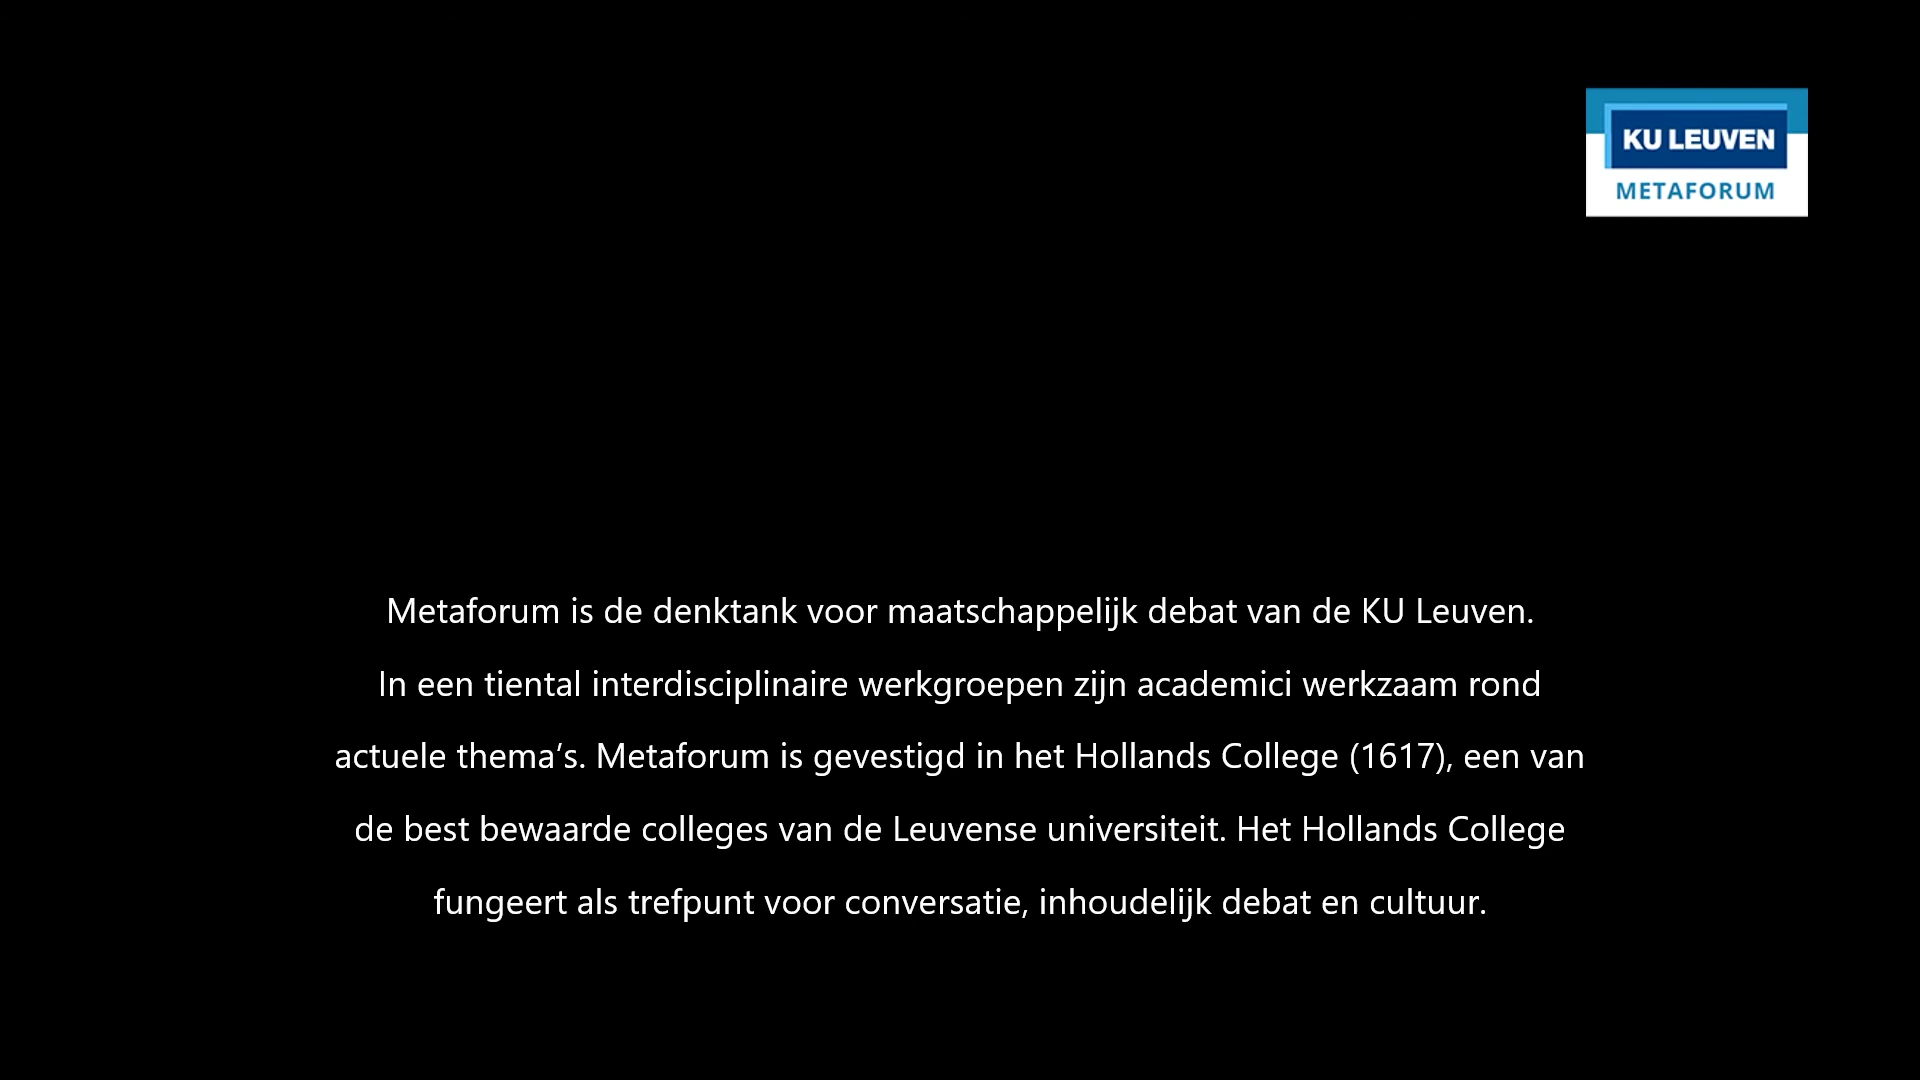 KU LEUVEN
METAFORUM
Metaforum is de denktank voor maatschappelijk debat van de KU Leuven.
In een tiental interdisciplinaire werkgroepen zijn academici werkzaam rond
actuele thema’s. Metaforum is gevestigd in het Hollands College (1617), een van
de best bewaarde colleges van de Leuvense universiteit. Het Hollands College
fungeert als trefpunt voor conversatie, inhoudelijk debat en cultuur.